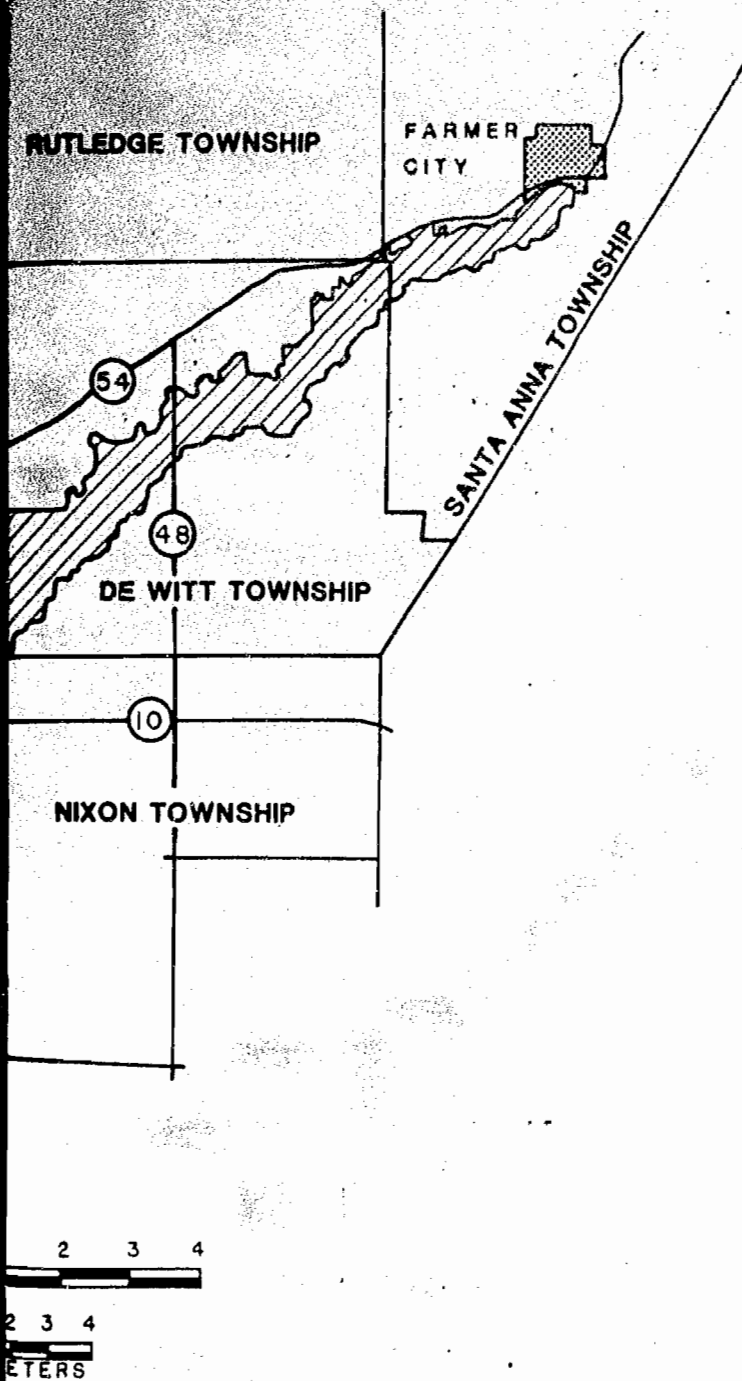 RUTLEDGE TOWNSHIP
FARMER
CITY
SANTA ANNA TOWNSHIP
54
48
DE WITT TOWNSHIP
10
NIXON TOWNSHIP
2 3 4
2 3 4
ETERS